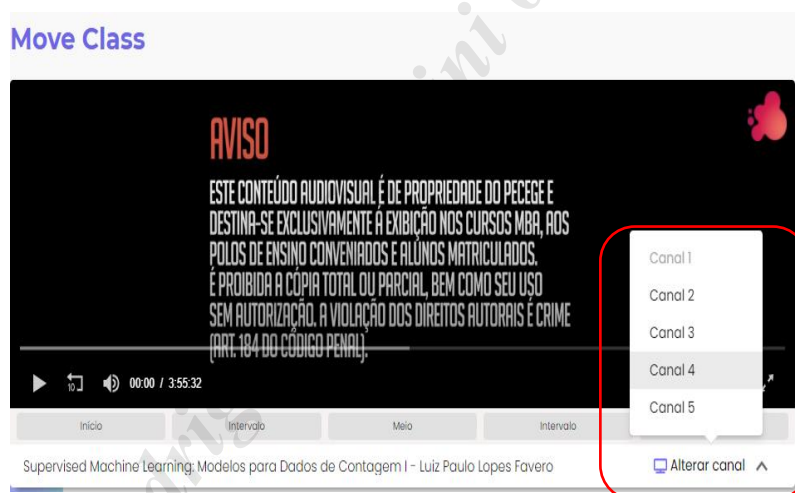 Move Class
AVISO
ESTE CONTEÚDO AUDIOVISUAL É DE PROPRIEDADE DO PECEGE E
DESTINA-SE EXCLUSIVAMENTE À EXIBIÇÃO NOS CURSOS MBA, AOS
POLOS DE ENSINO CONVENIADOS E ALUNOS MATRICULADOS.
É PROIBIDA A CÓPIA TOTAL OU PARCIAL, BEM COMO SEU USO
SEM AUTORIZAÇÃO. A VIOLAÇÃO DOS DIREITOS AUTORAIS É CRIME
(ART. 184 DO CÓDIGO PENAL).
Canal 1
Canal 2
Canal 3
Canal 4
Canal 5
10
00:00 / 3:55:32
Início
Intervalo
Meio
Intervalo
Supervised Machine Learning: Modelos para Dados de Contagem I - Luiz Paulo Lopes Favero
Alterar canal